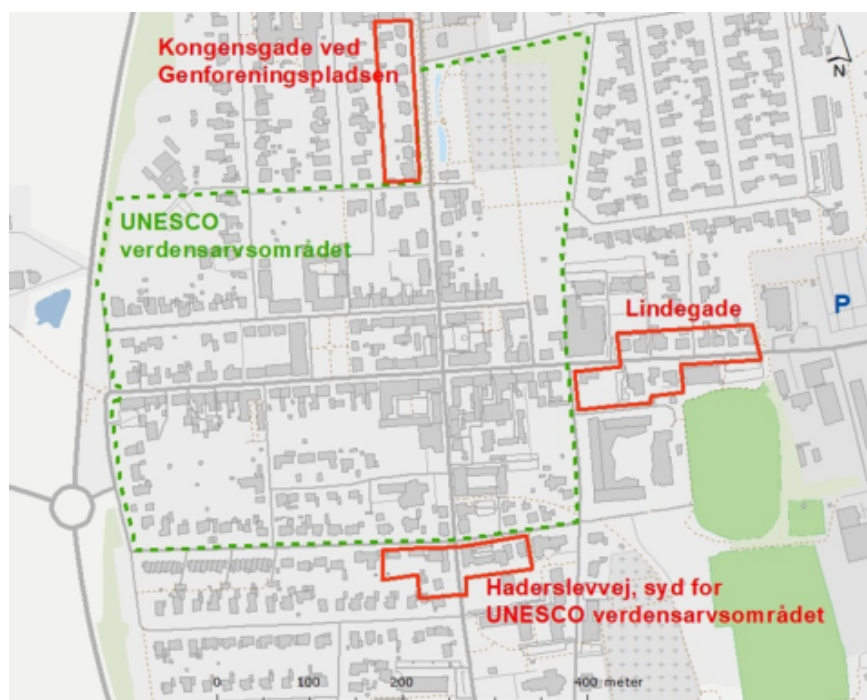 Kongensgade ved
Genforeningspladsen
N
UNESCO
verdensarvsområdet
Lindegade
P
Haderslevvej, syd for
UNESCO verdensarvsområdet
0 100 200 400 meter